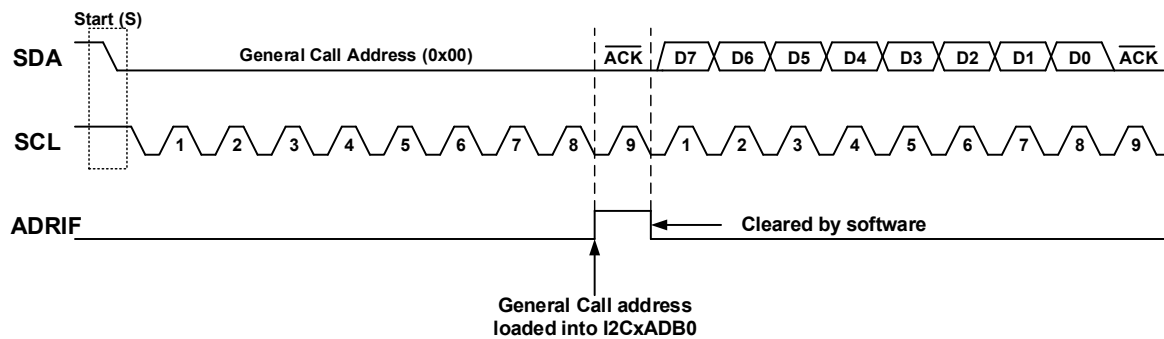 Start (S)
SDA General Call Address (0x00) ACK D7 D6 D5 D4 D3 D2 D1 D0 ACK
SCL 1 2 3 4 5 6 7 8 9 1 2 3 4 5 6 7 8 9
ADRIF Cleared by software
General Call address
loaded into I2CxADB0